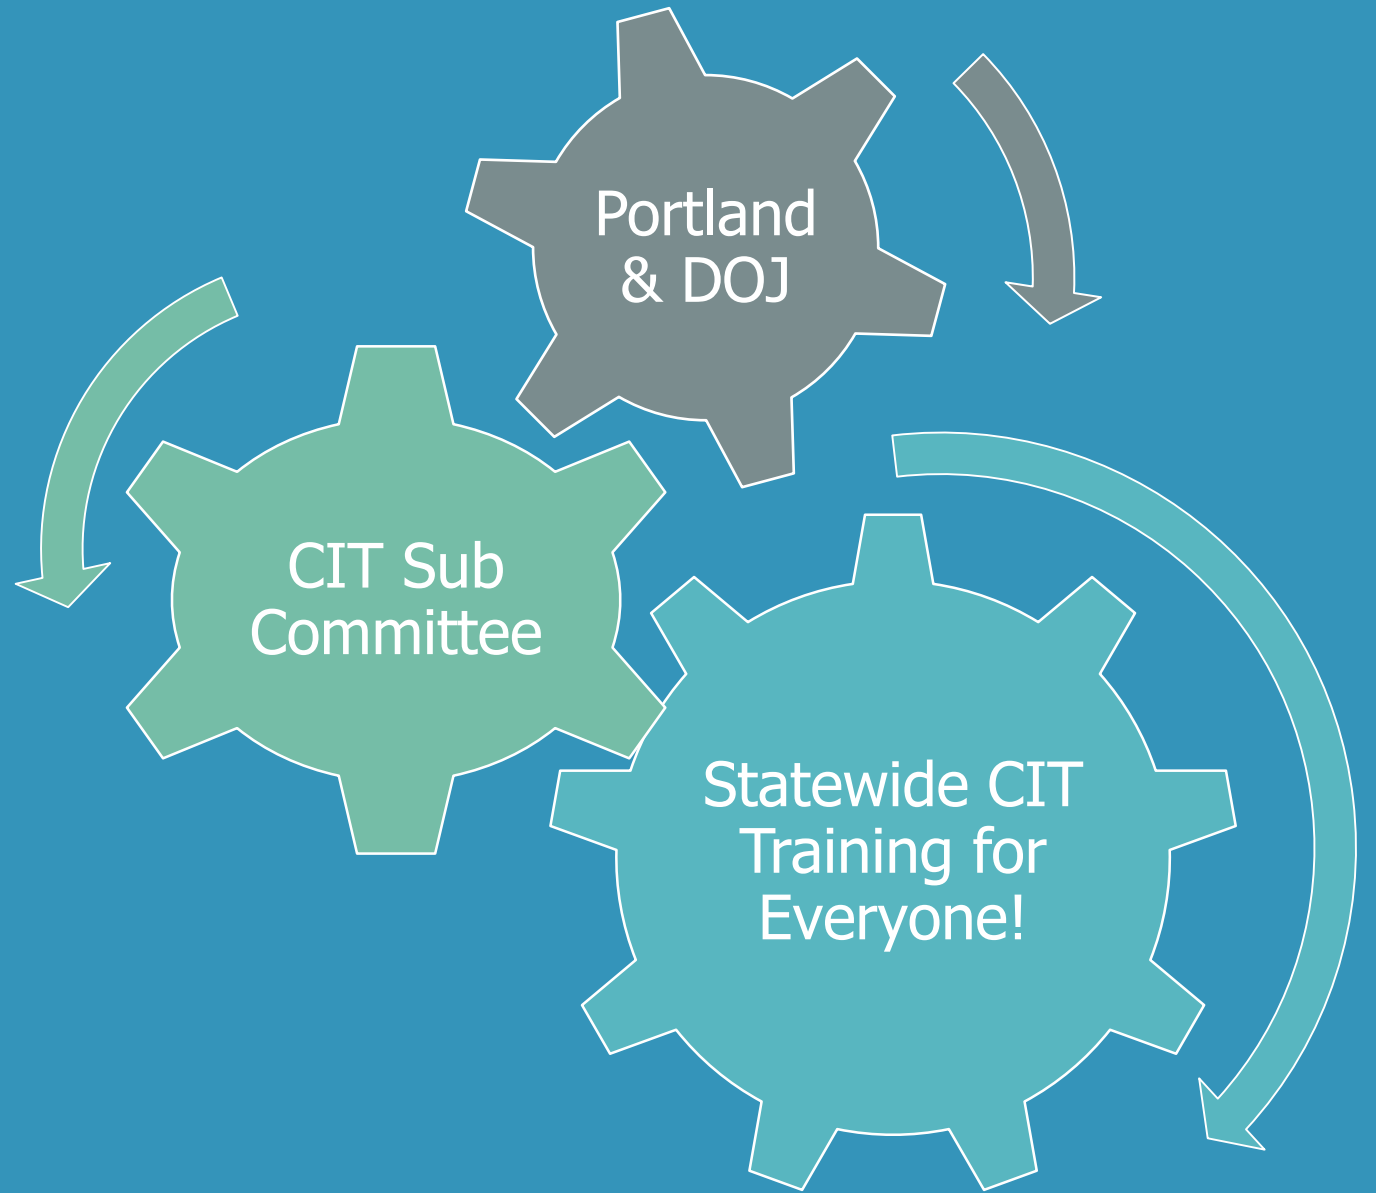 Portland
& DOJ
CIT Sub
Committee
Statewide CIT
Training for
Everyone!